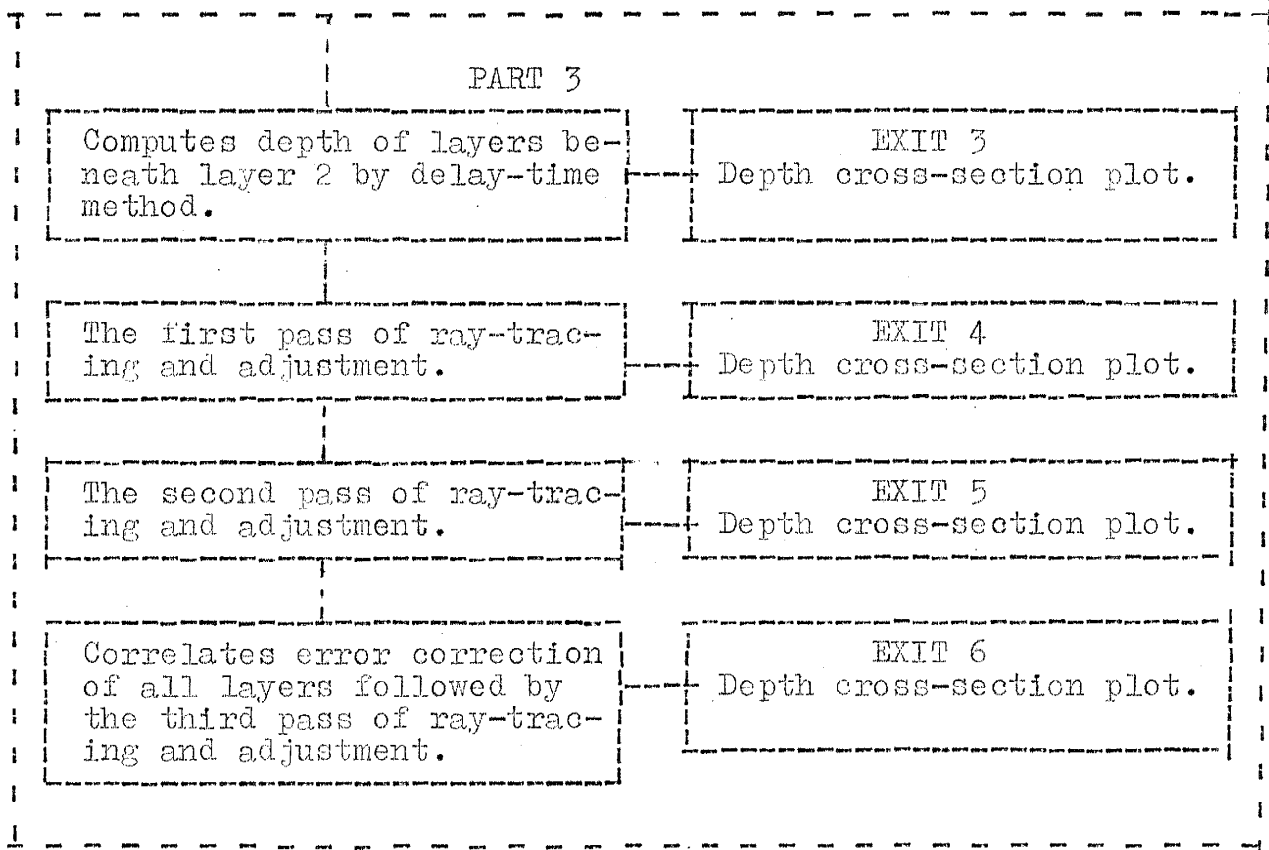 PART 3
Computes depth of layers be-
neath layer 2 by delay-time
method.
EXIT 3
Depth cross-section plot.
The first pass of ray-trac-
ing and adjustment.
EXIT 4
Depth cross-section plot.
The second pass of ray-trac-
ing and adjustment.
EXIT 5
Depth cross-section plot.
Correlates error correction
of all layers followed by
the third pass of ray-trac-
ing and adjustment.
EXIT 6
Depth cross-section plot.